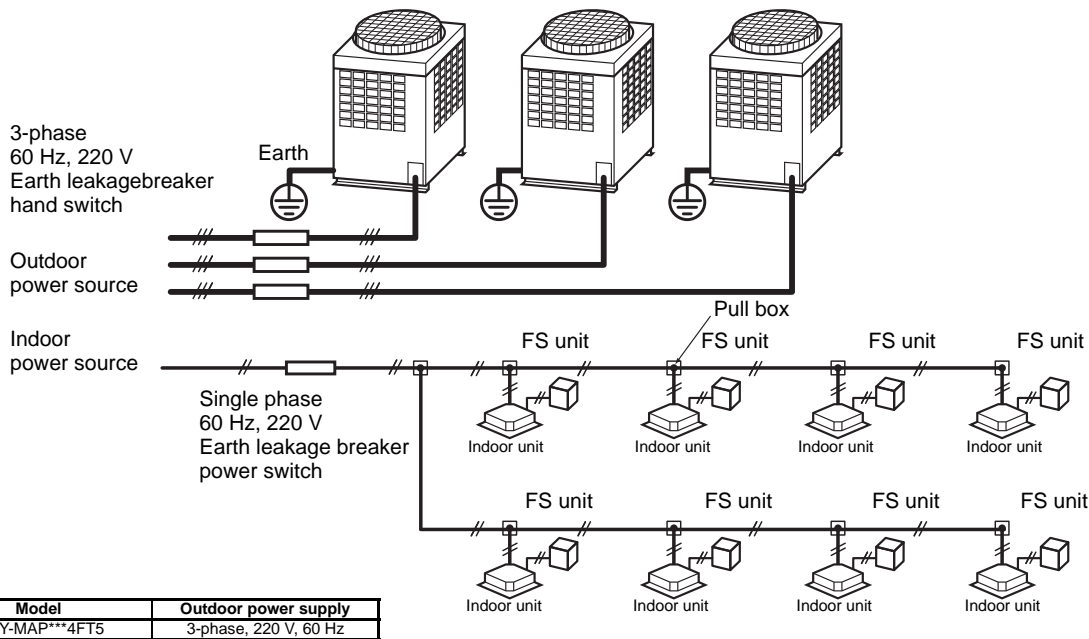 3-phase
60 Hz, 220 V
Earth leakagebreaker
hand switch
Earth
Outdoor
power source
Pull box
Indoor
power source
FS unit
FS unit
FS unit
FS unit
Single phase
60 Hz, 220 V
Earth leakage breaker
power switch
Indoor unit
Indoor unit
Indoor unit
Indoor unit
FS unit
FS unit
FS unit
FS unit
Indoor unit
Indoor unit
Indoor unit
Indoor unit
Model Outdoor power supply
Y-MAP***4FT5 3-phase, 220 V, 60 Hz